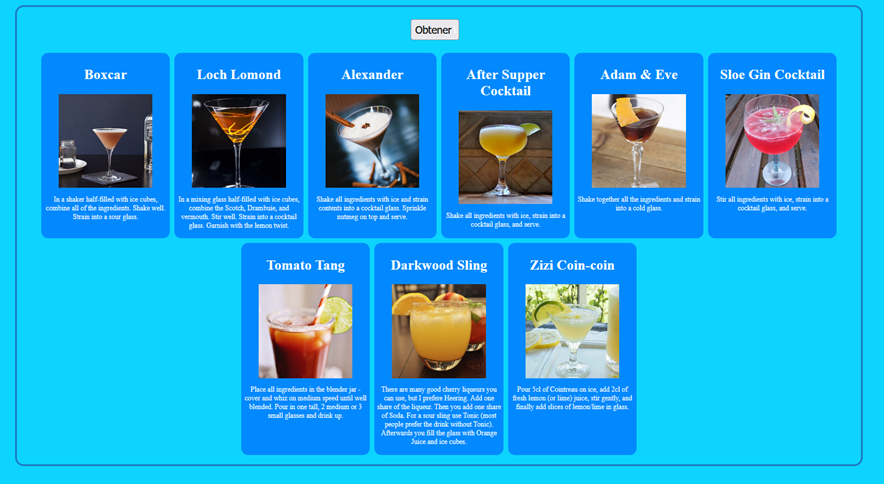 Obtener
Boxcar
In a shaker half-filled with ice cubes,
combine all of the ingredients. Shake well.
Strain into a sour glass.
Loch Lomond
In a mixing glass half-filled with ice cubes,
combine the Scotch, Drambuie, and
vermouth. Stir well. Strain into a cocktail
glass. Garnish with the lemon twist.
Alexander
Shake all ingredients with ice and strain
contents into a cocktail glass. Sprinkle
nutmeg on top and serve.
After Supper
Cocktail
Shake all ingredients with ice, strain into a
cocktail glass, and serve.
Adam & Eve
Shake together all the ingredients and strain
into a cold glass.
Sloe Gin Cocktail
Stir all ingredients with ice, strain into a
cocktail glass, and serve.
Tomato Tang
Place all ingredients in the blender jar -
cover and whiz on medium speed until well
blended. Pour in one tall, 2 medium or 3
small glasses and drink up.
Darkwood Sling
There are many good cherry liqueurs you
can use, but I prefere Heering. Add one
share of the liqueur. Then you add one share
of Soda. For a sour sling use Tonic (most
people prefer the drink without Tonic).
Afterwards you fill the glass with Orange
Juice and ice cubes.
Zizi Coin-coin
Pour 5cl of Cointreau on ice, add 2cl of
fresh lemon (or lime) juice, stir gently, and
finally add slices of lemon/lime in glass.